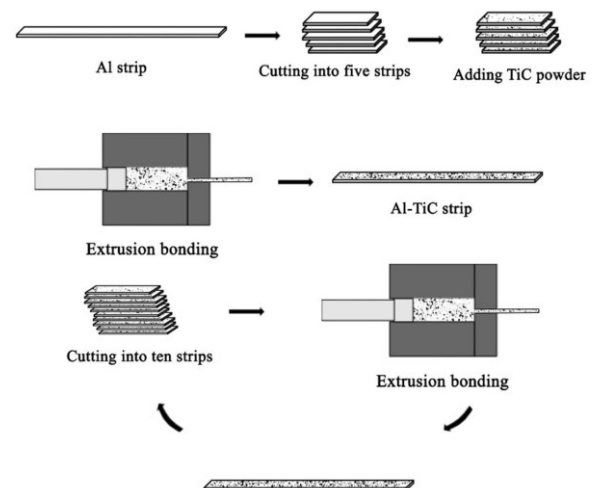 Al strip
Cutting into five strips
Adding TiC powder
Extrusion bonding
Al-TiC strip
Cutting into ten strips
Extrusion bonding